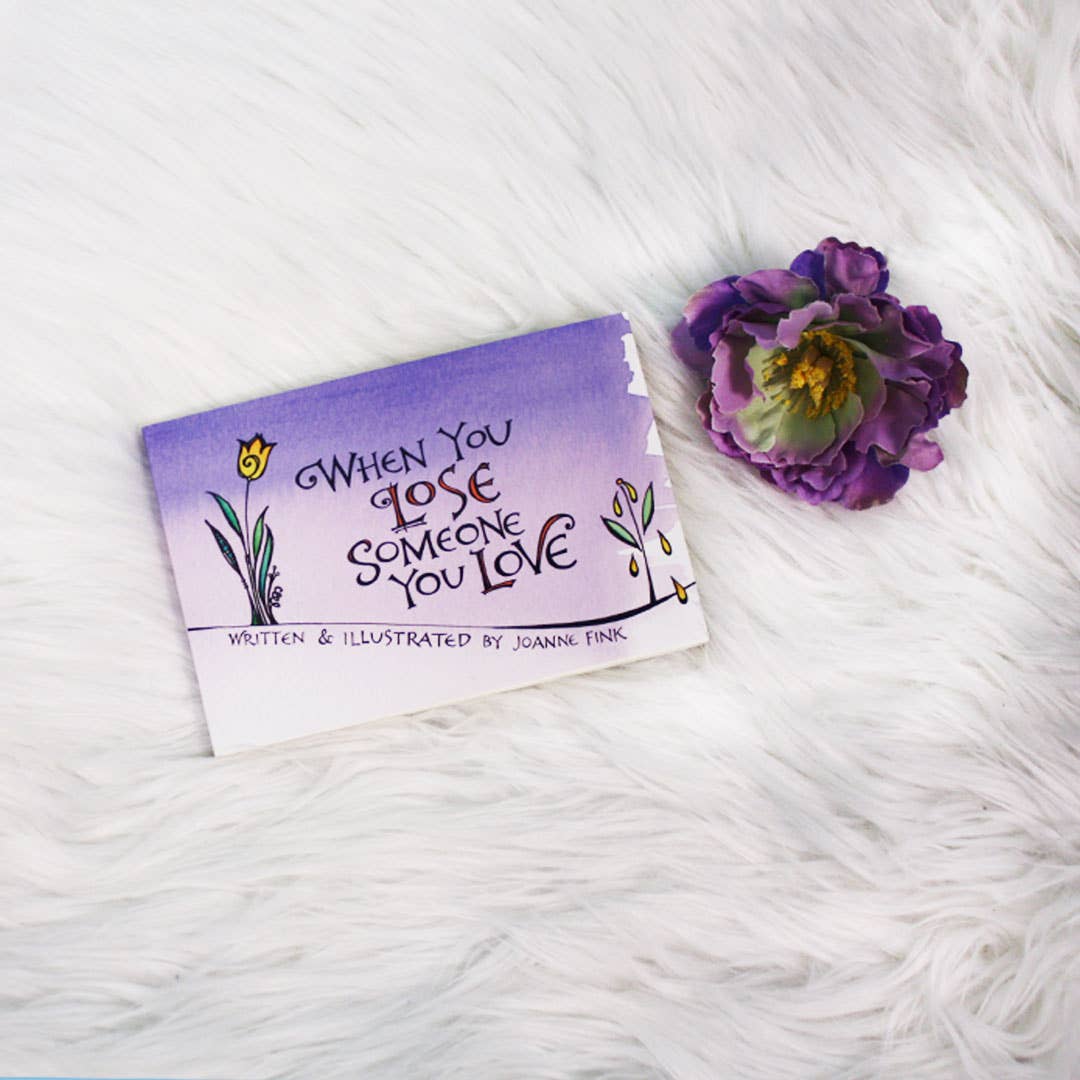 When You
Lose
Someone
You Love
Written & Illustrated by Joanne Fink